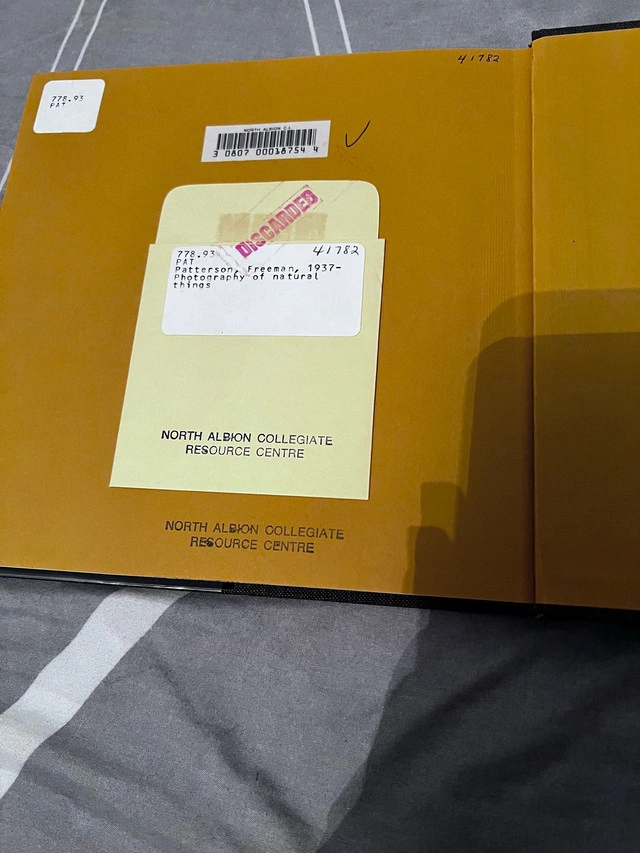 41782
778.93
PAT
NORTH ALBION C.I.
3 0807 00018754 4
DISCARDED
778.93 41782
PAT
Patterson, Freeman, 1937-
Photography of natural
things
NORTH ALBION COLLEGIATE
RESOURCE CENTRE
NORTH ALBION COLLEGIATE
RESOURCE CENTRE